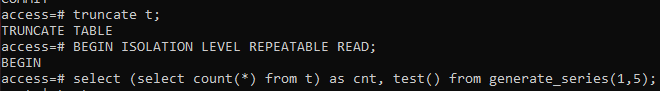 COMMIT
access=# truncate t;
TRUNCATE TABLE
access=# BEGIN ISOLATION LEVEL REPEATABLE READ;
BEGIN
access=# select (select count(*) from t) as cnt, test() from generate_series(1,5);